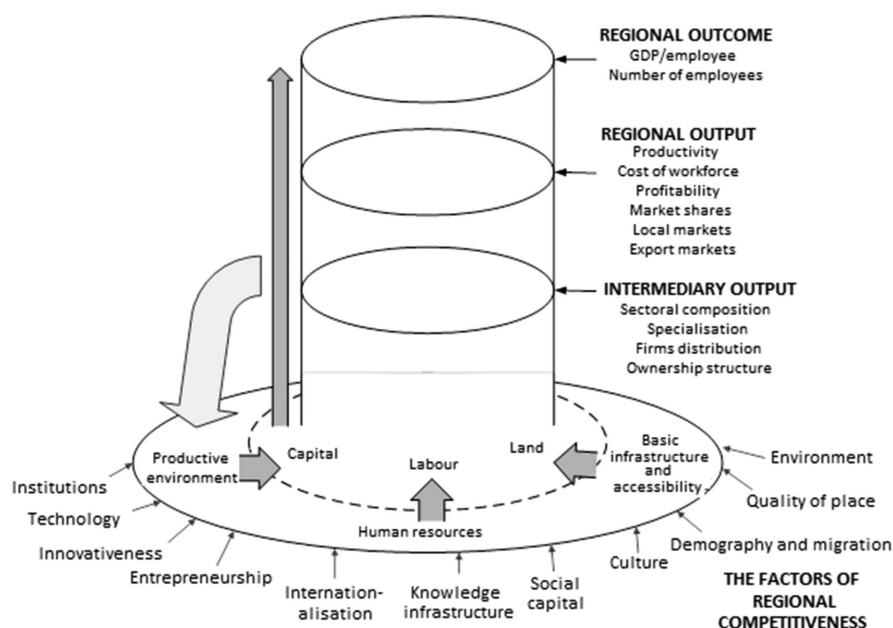 REGIONAL OUTCOME
GDP/employee
Number of employees
REGIONAL OUTPUT
Productivity
Cost of workforce
Profitability
Market shares
Local markets
Export markets
INTERMEDIARY OUTPUT
Sectoral composition
Specialisation
Firms distribution
Ownership structure
Productive
environment
Capital
Labour
Land
Basic
infrastructure
and
accessibility
Human resources
Institutions
Technology
Innovativeness
Entrepreneurship
Internation-
alisation
Knowledge
infrastructure
Social
capital
Culture
Demography and migration
Quality of place
Environment
THE FACTORS OF
REGIONAL
COMPETITIVENESS